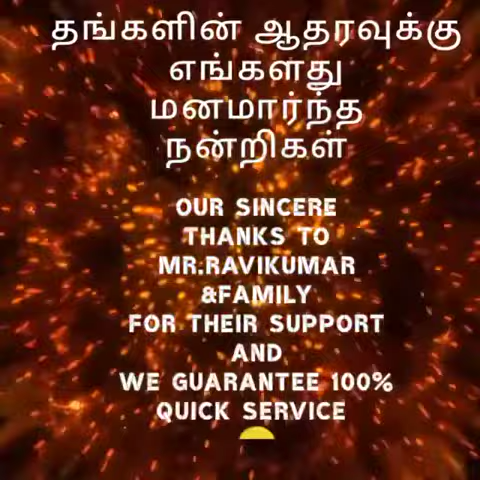 தங்களின் ஆதரவுக்கு
எங்களது
மனமார்ந்த
நன்றிகள்
OUR SINCERE
THANKS TO
MR.RAVIKUMAR
&FAMILY
FOR THEIR SUPPORT
AND
WE GUARANTEE 100%
QUICK SERVICE